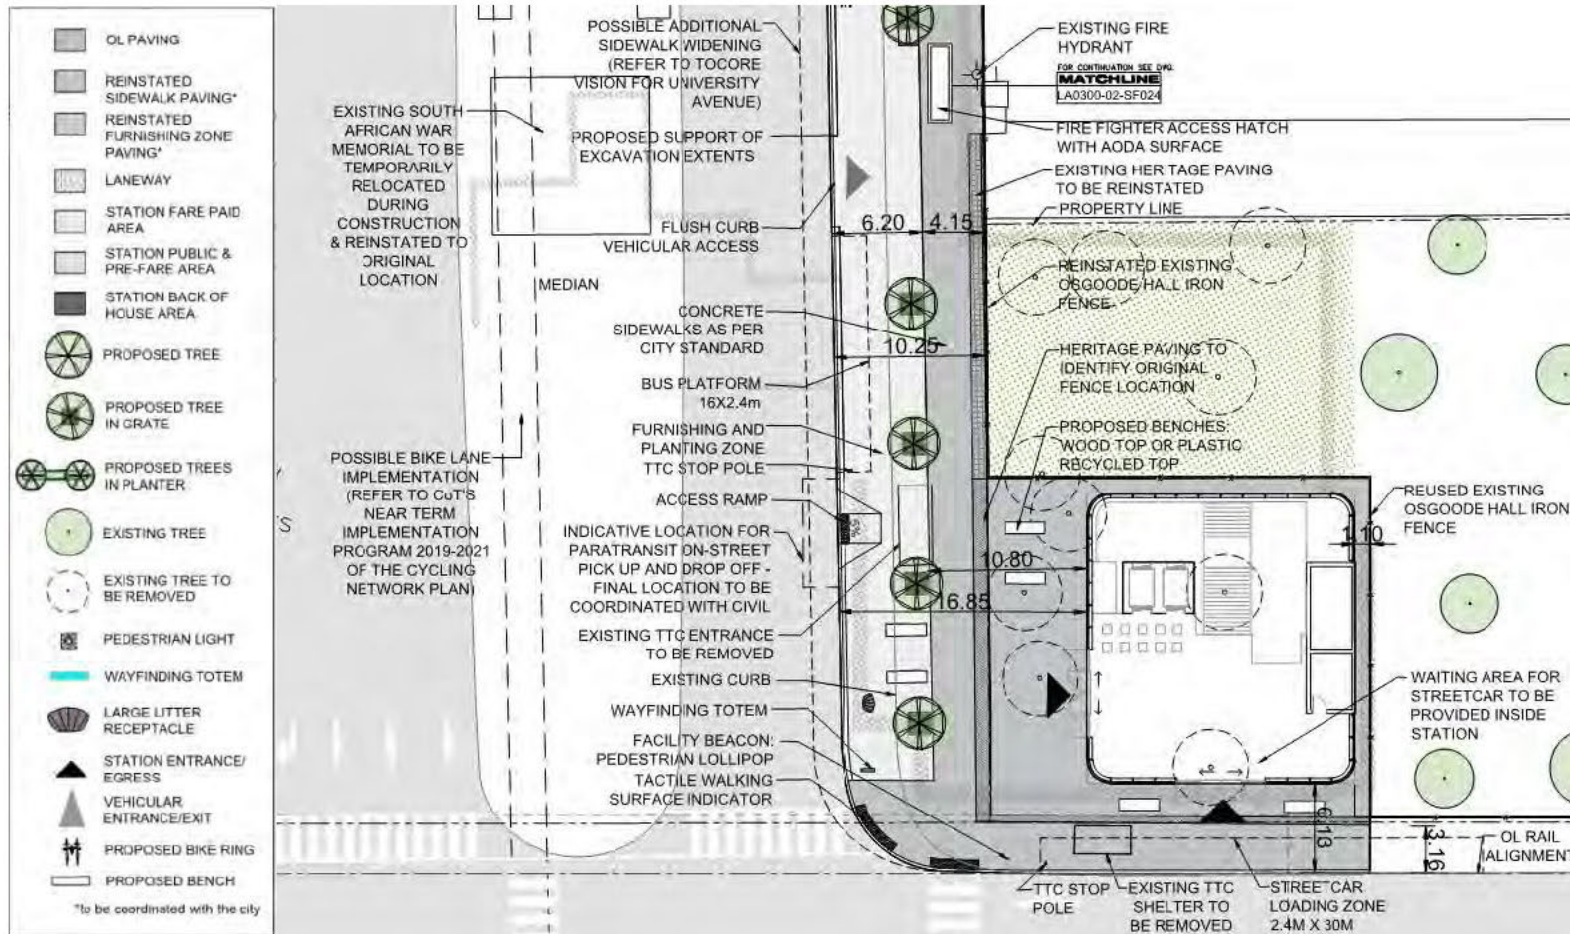 OL PAVING
REINSTATED
SIDEWALK PAVING*
REINSTATED
FURNISHING ZONE
PAVING*
LANEWAY
STATION FARE PAID
AREA
STATION PUBLIC &
PRE-FARE AREA
STATION BACK OF
HOUSE AREA
PROPOSED TREE
PROPOSED TREE
IN GRATE
PROPOSED TREES
IN PLANTER
EXISTING TREE
EXISTING TREE TO
BE REMOVED
PEDESTRIAN LIGHT
WAYFINDING TOTEM
LARGE LITTER
RECEPTACLE
STATION ENTRANCE/
EGRESS
VEHICULAR
ENTRANCE/EXIT
PROPOSED BIKE RING
PROPOSED BENCH
*to be coordinated with the city
EXISTING SOUTH
AFRICAN WAR
MEMORIAL TO BE
TEMPORARILY
RELOCATED
DURING
CONSTRUCTION
& REINSTATED TO
ORIGINAL
LOCATION
MEDIAN
POSSIBLE BIKE LANE
IMPLEMENTATION
(REFER TO CoT'S
NEAR TERM
IMPLEMENTATION
PROGRAM 2019-2021
OF THE CYCLING
NETWORK PLAN)
S
POSSIBLE ADDITIONAL
SIDEWALK WIDENING
(REFER TO TOCORE
VISION FOR UNIVERSITY
AVENUE)
PROPOSED SUPPORT OF
EXCAVATION EXTENTS
FLUSH CURB
VEHICULAR ACCESS
CONCRETE
SIDEWALKS AS PER
CITY STANDARD
BUS PLATFORM
16X2.4m
FURNISHING AND
PLANTING ZONE
TTC STOP POLE
ACCESS RAMP
INDICATIVE LOCATION FOR
PARATRANSIT ON-STREET
PICK UP AND DROP OFF -
FINAL LOCATION TO BE
COORDINATED WITH CIVIL
EXISTING TTC ENTRANCE
TO BE REMOVED
EXISTING CURB
WAYFINDING TOTEM
FACILITY BEACON:
PEDESTRIAN LOLLIPOP
TACTILE WALKING
SURFACE INDICATOR
6.20
4.15
10.25
5%
10.80
16.85
1.10
6.13
3.16
EXISTING FIRE
HYDRANT
FOR CONTINUATION SEE DWG.
MATCHLINE
LA0300-02-SF024
FIRE FIGHTER ACCESS HATCH
WITH AODA SURFACE
EXISTING HERITAGE PAVING
TO BE REINSTATED
PROPERTY LINE
REINSTATED EXISTING
OSGOODE HALL IRON
FENCE
HERITAGE PAVING TO
IDENTIFY ORIGINAL
FENCE LOCATION
PROPOSED BENCHES:
WOOD TOP OR PLASTIC
RECYCLED TOP
REUSED EXISTING
OSGOODE HALL IRON
FENCE
WAITING AREA FOR
STREETCAR TO BE
PROVIDED INSIDE
STATION
OL RAIL
ALIGNMENT
TTC STOP
POLE
EXISTING TTC
SHELTER TO
BE REMOVED
STREETCAR
LOADING ZONE
2.4M X 30M